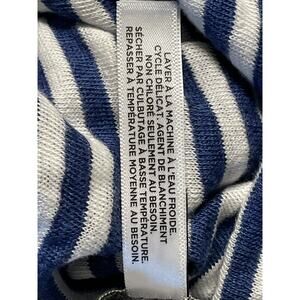 LAVER À LA MACHINE À L'EAU FROIDE.
CYCLE DÉLICAT. AGENT DE BLANCHIMENT
NON CHLORÉ SEULEMENT AU BESOIN.
SÉCHER PAR CULBUTAGE À BASSE TEMPÉRATURE.
REPASSER À TEMPÉRATURE MOYENNE AU BESOIN.